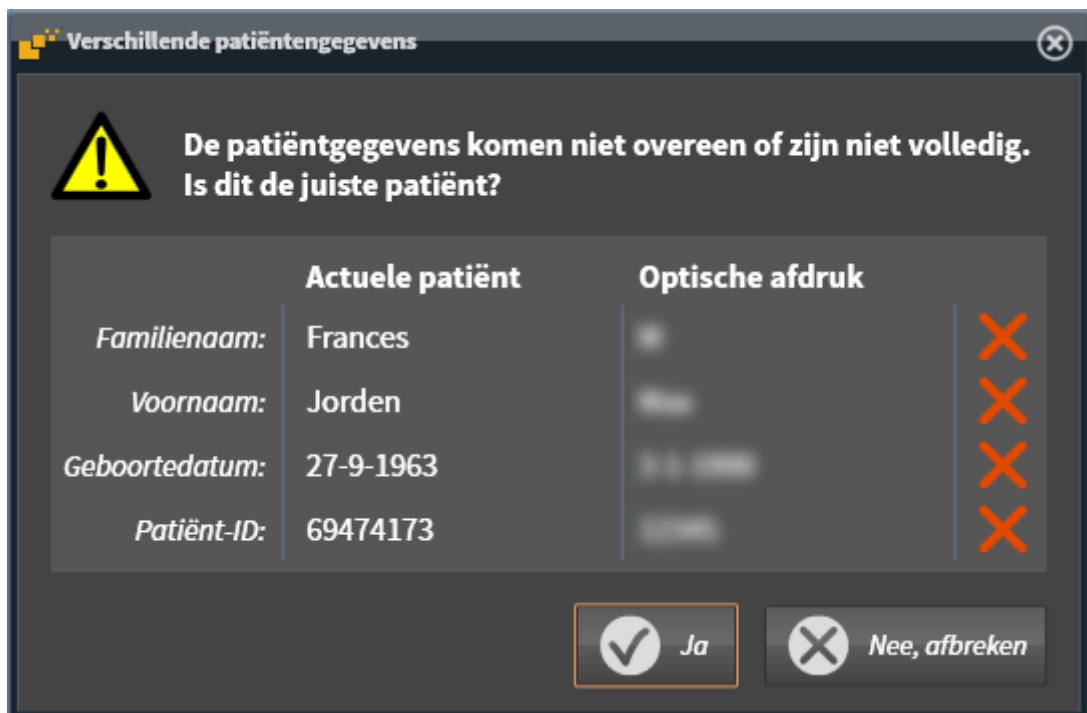 Verschillende patiëntengegevens
De patiëntgegevens komen niet overeen of zijn niet volledig.
Is dit de juiste patiënt?
Actuele patiënt Optische afdruk
Familienaam: Frances
Voornaam: Jorden
Geboortedatum: 27-9-1963
Patiënt-ID: 69474173
Ja Nee, afbreken